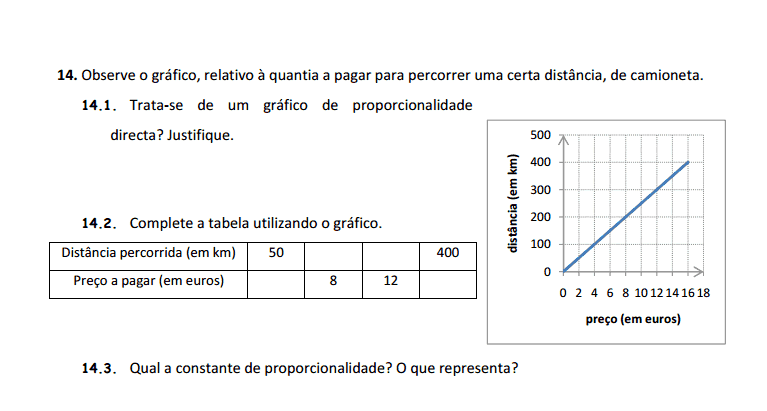 14. Observe o gráfico, relativo à quantia a pagar para percorrer uma certa distância, de camioneta.
14.1. Trata-se de um gráfico de proporcionalidade
directa? Justifique.
14.2. Complete a tabela utilizando o gráfico.
Distância percorrida (em km) 50 400
Preço a pagar (em euros) 8 12
distância (em km)
500
400
300
200
100
0
0 2 4 6 8 10 12 14 16 18
preço (em euros)
14.3. Qual a constante de proporcionalidade? O que representa?